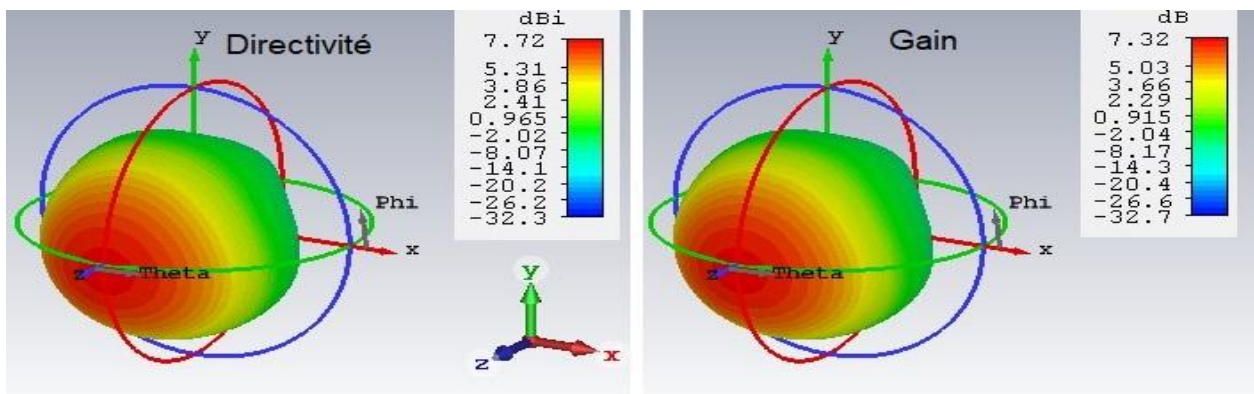 Directivité
y
Phi
x
z
Theta
dBi
7.72
5.31
3.86
2.41
0.965
-2.02
-8.07
-14.1
-20.2
-26.2
-32.3
y
z
x
Gain
y
Phi
x
z
Theta
dB
7.32
5.03
3.66
2.29
0.915
-2.04
-8.17
-14.3
-20.4
-26.6
-32.7